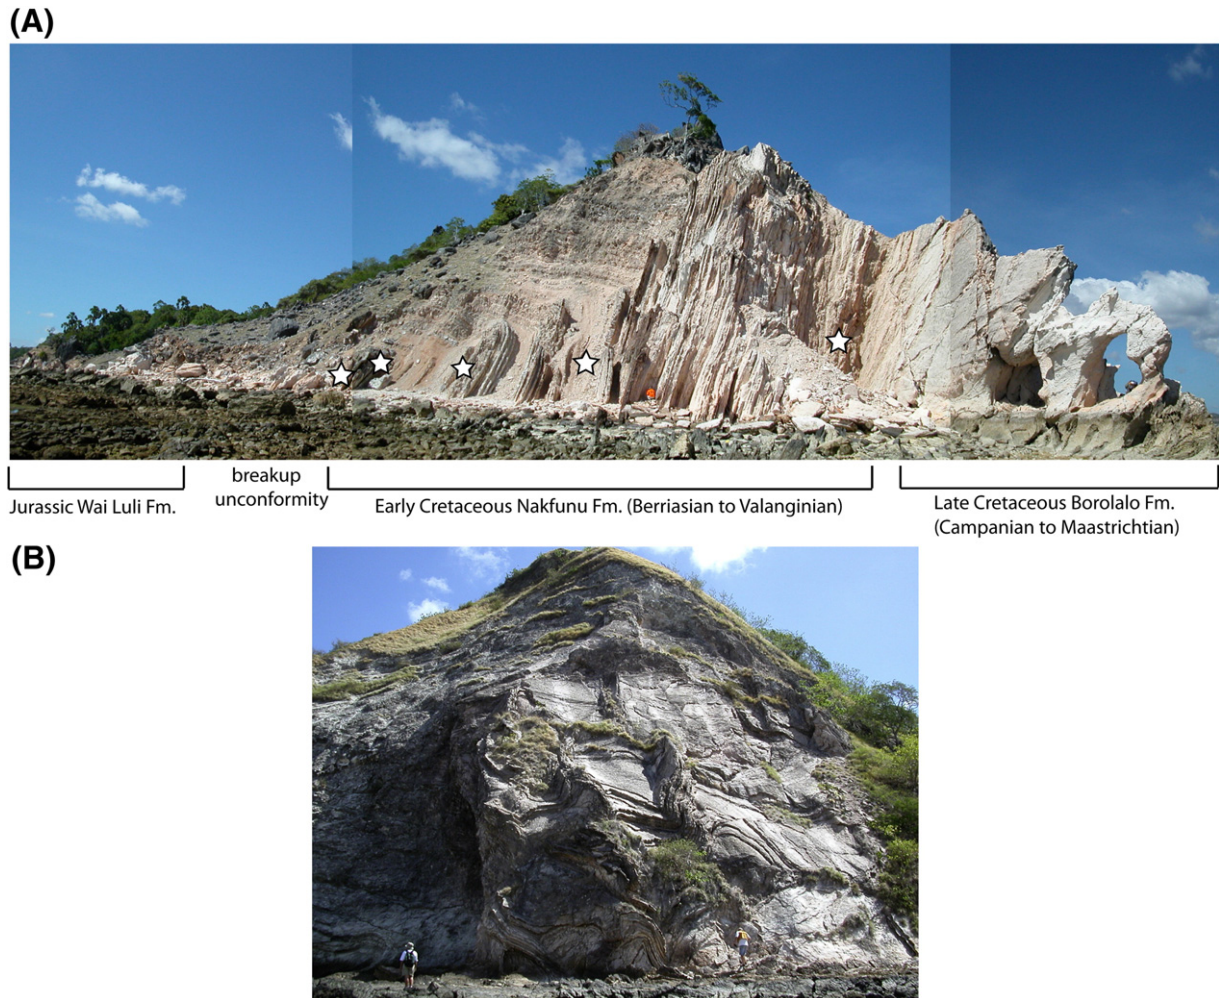 (A)
Jurassic Wai Luli Fm.
breakup
unconformity
Early Cretaceous Nakfunu Fm. (Berriasian to Valanginian)
Late Cretaceous Borolalo Fm.
(Campanian to Maastrichtian)
(B)